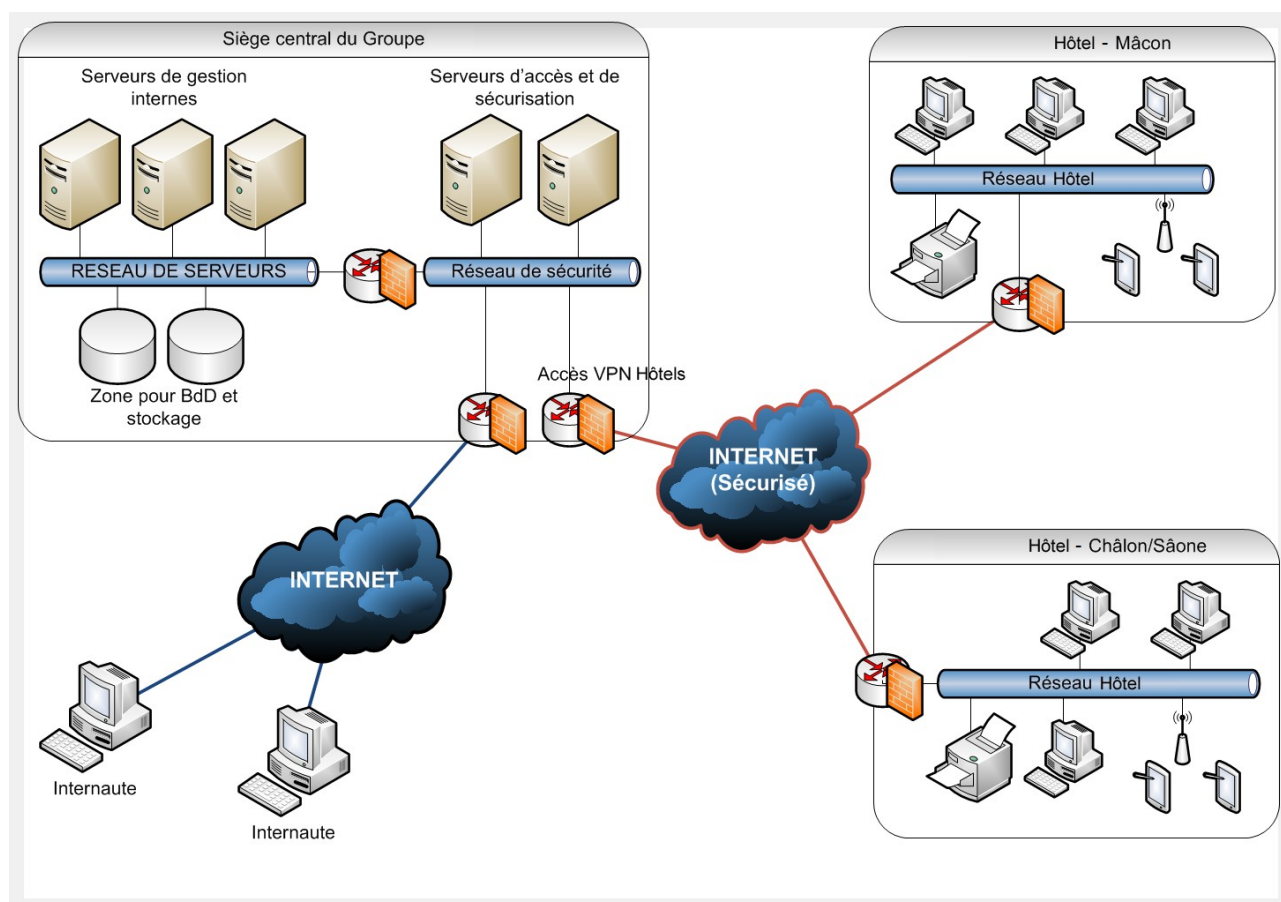 Siège central du Groupe
Serveurs de gestion
internes
Serveurs d'accès et de
sécurisation
RESEAU DE SERVEURS
Réseau de sécurité
Zone pour BdD et
stockage
Accès VPN Hôtels
Hôtel - Mâcon
Réseau Hôtel
INTERNET
(Sécurisé)
INTERNET
Hôtel - Châlon/Sâone
Réseau Hôtel
Internaute
Internaute